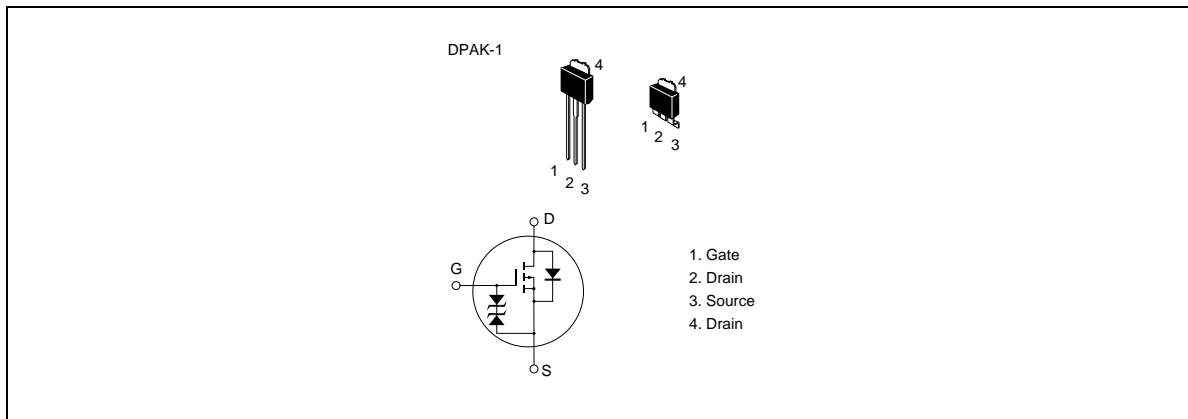 DPAK-1
4
4
1
2
3
1
2
3
D
G
S
1. Gate
2. Drain
3. Source
4. Drain